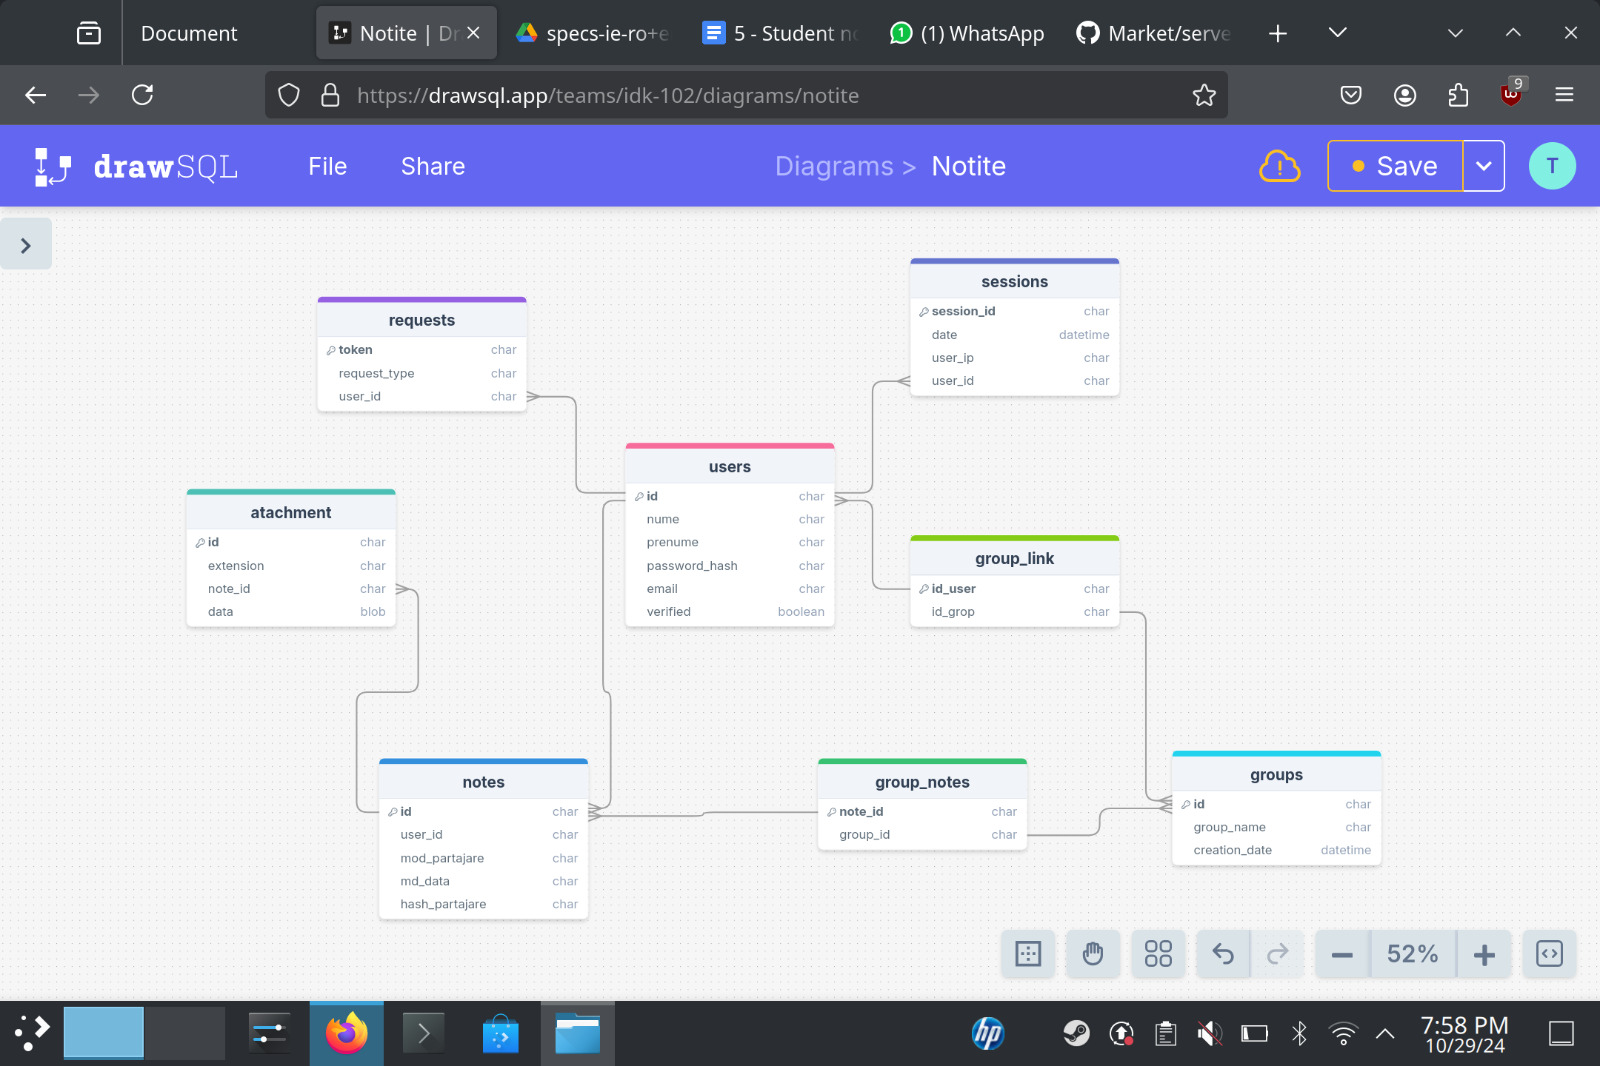 Document
Notite | Dr
specs-ie-ro+e
5 - Student no
(1) WhatsApp
Market/serve
https://drawsql.app/teams/idk-102/diagrams/notite
9
drawSQL
File
Share
Diagrams > Notite
Save
T
sessions
session_id char
date datetime
user_ip char
user_id char
requests
token char
request_type char
user_id char
users
id char
nume char
prenume char
password_hash char
email char
verified boolean
atachment
id char
extension char
note_id char
data blob
group_link
id_user char
id_grop char
notes
id char
user_id char
mod_partajare char
md_data char
hash_partajare char
group_notes
note_id char
group_id char
groups
id char
group_name char
creation_date datetime
52%
hp
7:58 PM
10/29/24